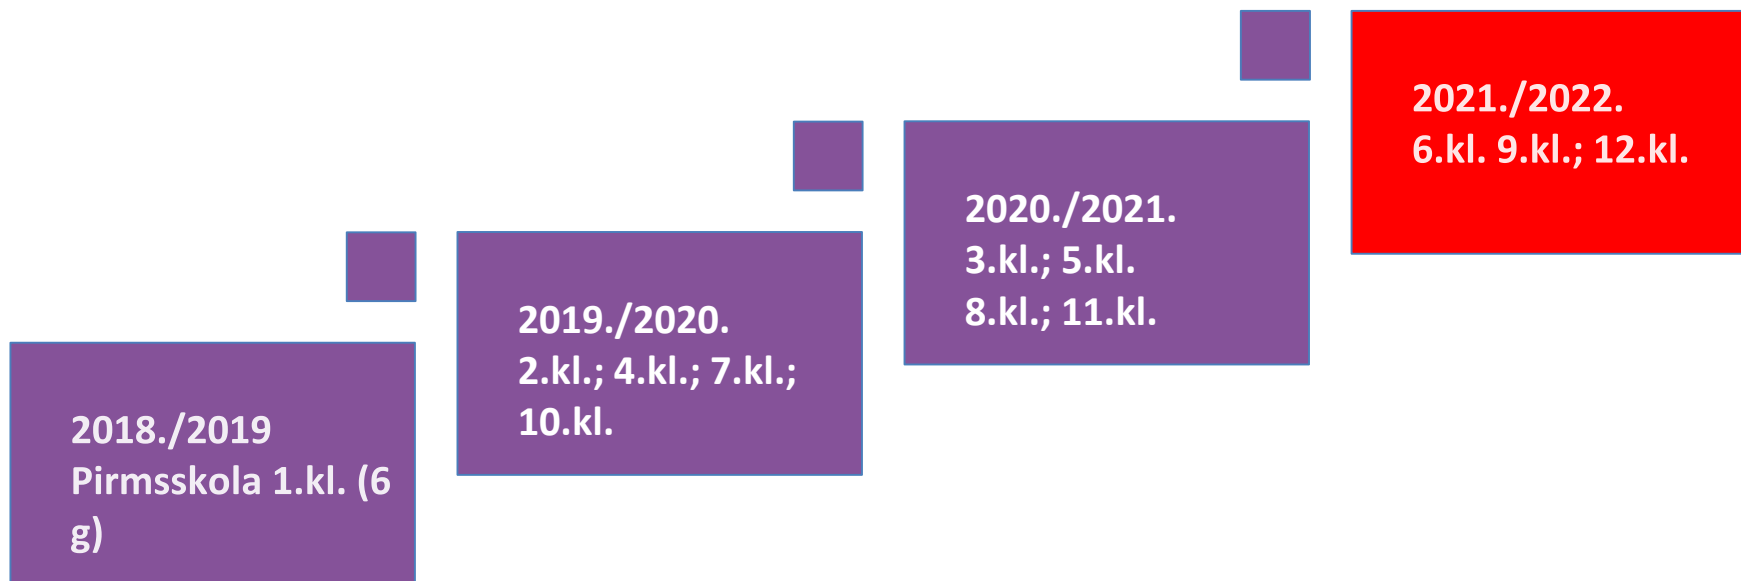 2018./2019
Pirmsskola 1.kl. (6
g)
2019./2020.
2.kl.; 4.kl.; 7.kl.;
10.kl.
2020./2021.
3.kl.; 5.kl.
8.kl.; 11.kl.
2021./2022.
6.kl. 9.kl.; 12.kl.